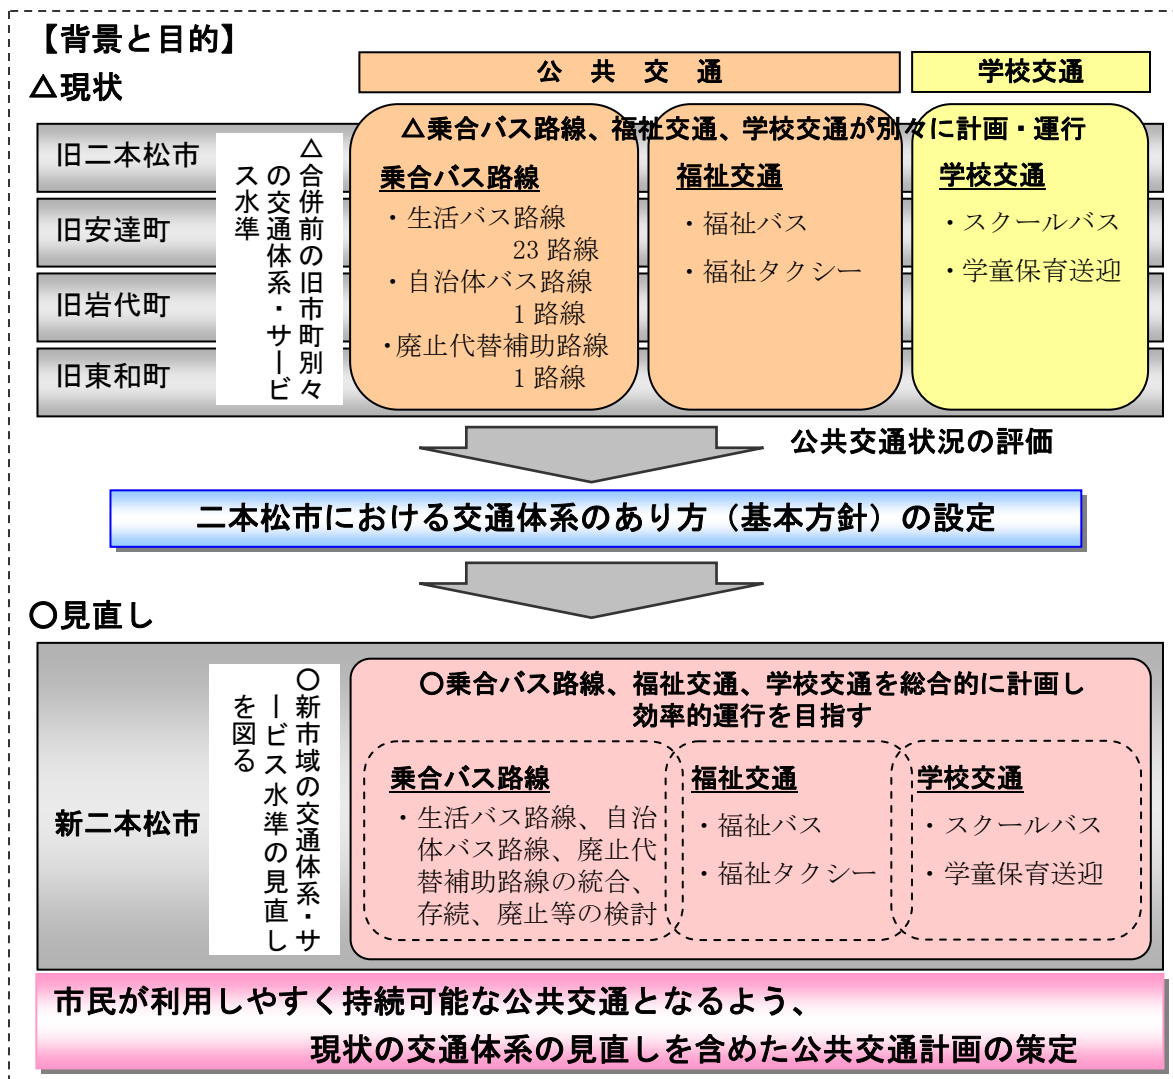 【背景と目的】
△現状
公　共　交　通
学校交通
△乗合バス路線、福祉交通、学校交通が別々に計画・運行
旧二本松市
旧安達町
旧岩代町
旧東和町
△合併前の旧市町別々
の交通体系・サービ
ス水準
乗合バス路線
・生活バス路線
23 路線
・自治体バス路線
1 路線
・廃止代替補助路線
1 路線
福祉交通
・福祉バス
・福祉タクシー
学校交通
・スクールバス
・学童保育送迎
公共交通状況の評価
二本松市における交通体系のあり方（基本方針）の設定
〇見直し
新二本松市
〇新市域の交通体系・サ
ービス水準の見直し
を図る
〇乗合バス路線、福祉交通、学校交通を総合的に計画し
効率的運行を目指す
乗合バス路線
・生活バス路線、自治
体バス路線、廃止代
替補助路線の統合、
存続、廃止等の検討
福祉交通
・福祉バス
・福祉タクシー
学校交通
・スクールバス
・学童保育送迎
市民が利用しやすく持続可能な公共交通となるよう、
現状の交通体系の見直しを含めた公共交通計画の策定